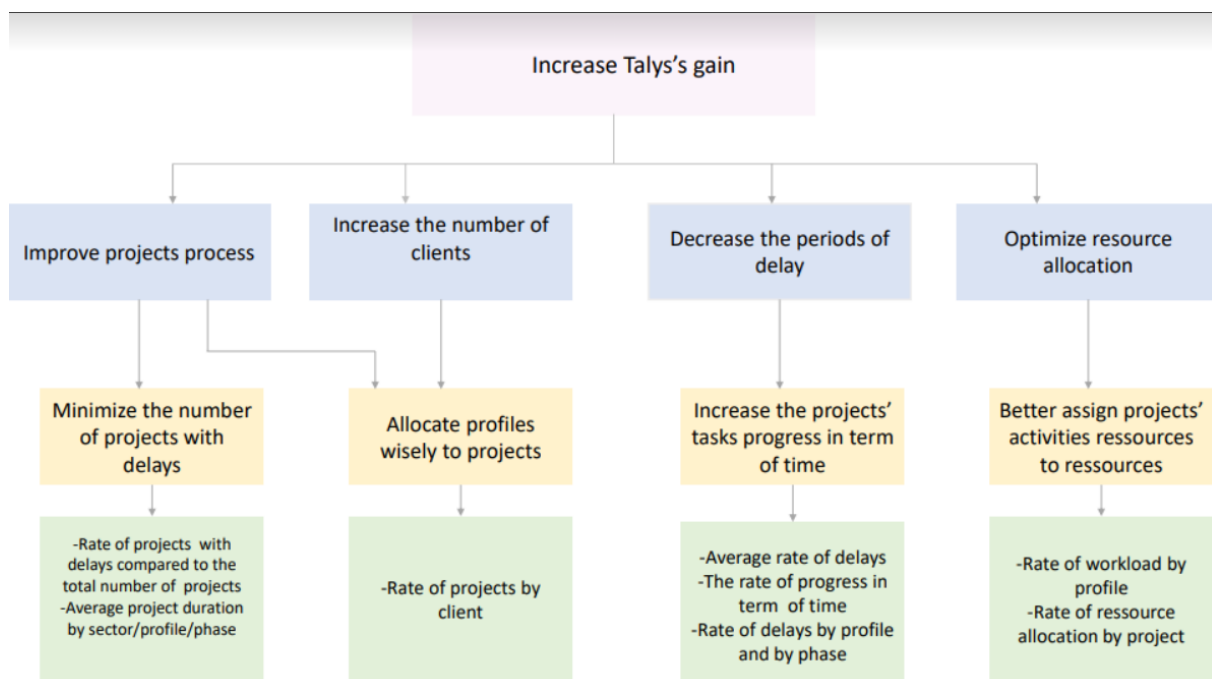 Increase Talys's gain
Improve projects process
Increase the number of
clients
Decrease the periods of
delay
Optimize resource
allocation
Minimize the number
of projects with
delays
Allocate profiles
wisely to projects
Increase the projects'
tasks progress in term
of time
Better assign projects'
activities ressources
to ressources
-Rate of projects with
delays compared to the
total number of projects
-Average project duration
by sector/profile/phase
-Rate of projects by
client
-Average rate of delays
-The rate of progress in
term of time
-Rate of delays by profile
and by phase
-Rate of workload by
profile
-Rate of ressource
allocation by project